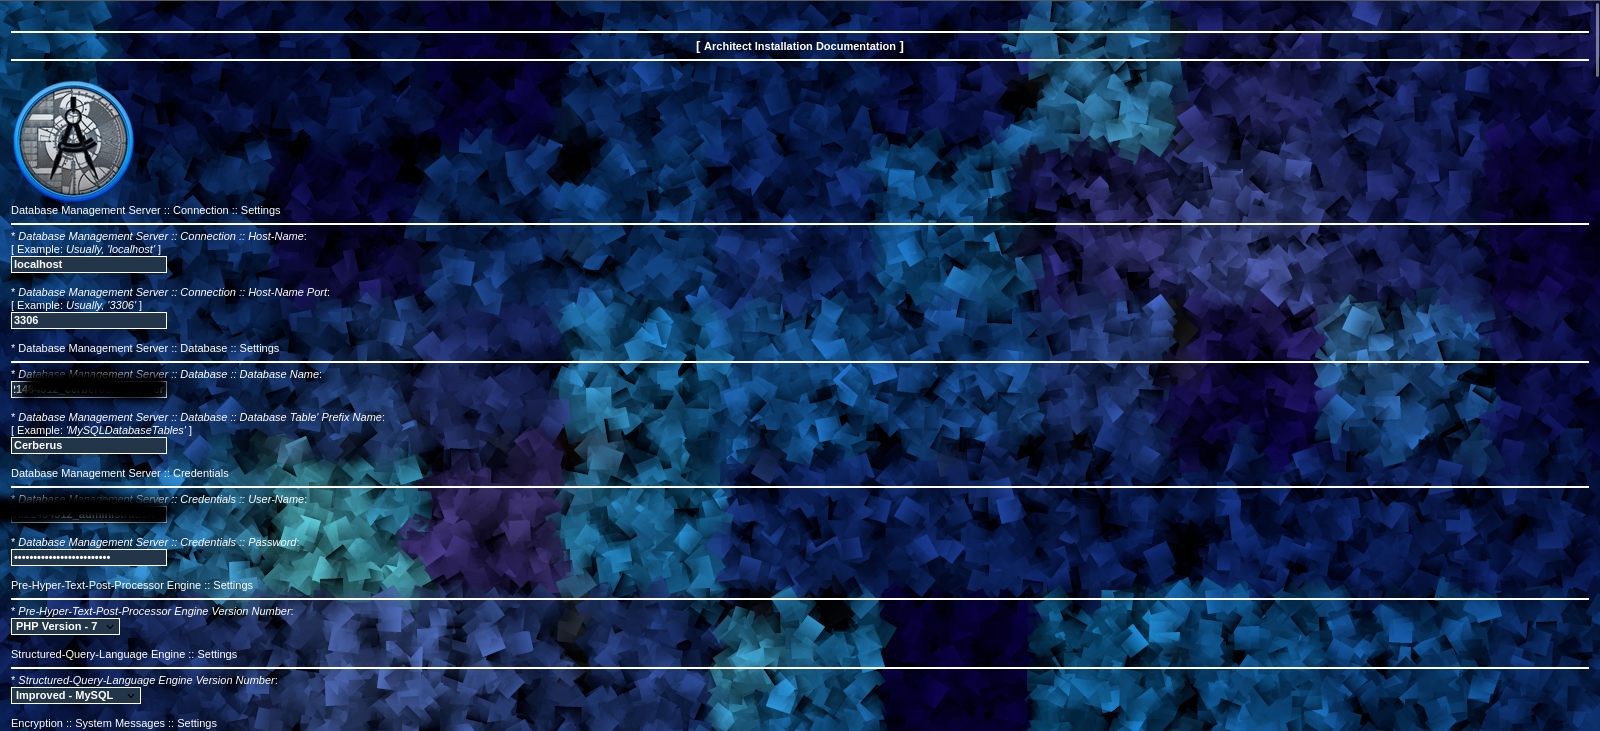 [ Architect Installation Documentation ]
Database Management Server :: Connection :: Settings
* Database Management Server :: Connection :: Host-Name:
[ Example: Usually, 'localhost' ]
localhost
* Database Management Server :: Connection :: Host-Name Port:
[ Example: Usually, '3306' ]
3306
* Database Management Server :: Database :: Settings
* Database Management Server :: Database :: Database Name:
* Database Management Server :: Database :: Database Table' Prefix Name:
[ Example: 'MySQLDatabaseTables' ]
Cerberus
Database Management Server :: Credentials
* Database Management Server :: Credentials :: User-Name:
* Database Management Server :: Credentials :: Password:
•••••••••••••••••••••••••
Pre-Hyper-Text-Post-Processor Engine :: Settings
* Pre-Hyper-Text-Post-Processor Engine Version Number:
PHP Version - 7
Structured-Query-Language Engine :: Settings
* Structured-Query-Language Engine Version Number:
Improved - MySQL
Encryption :: System Messages :: Settings